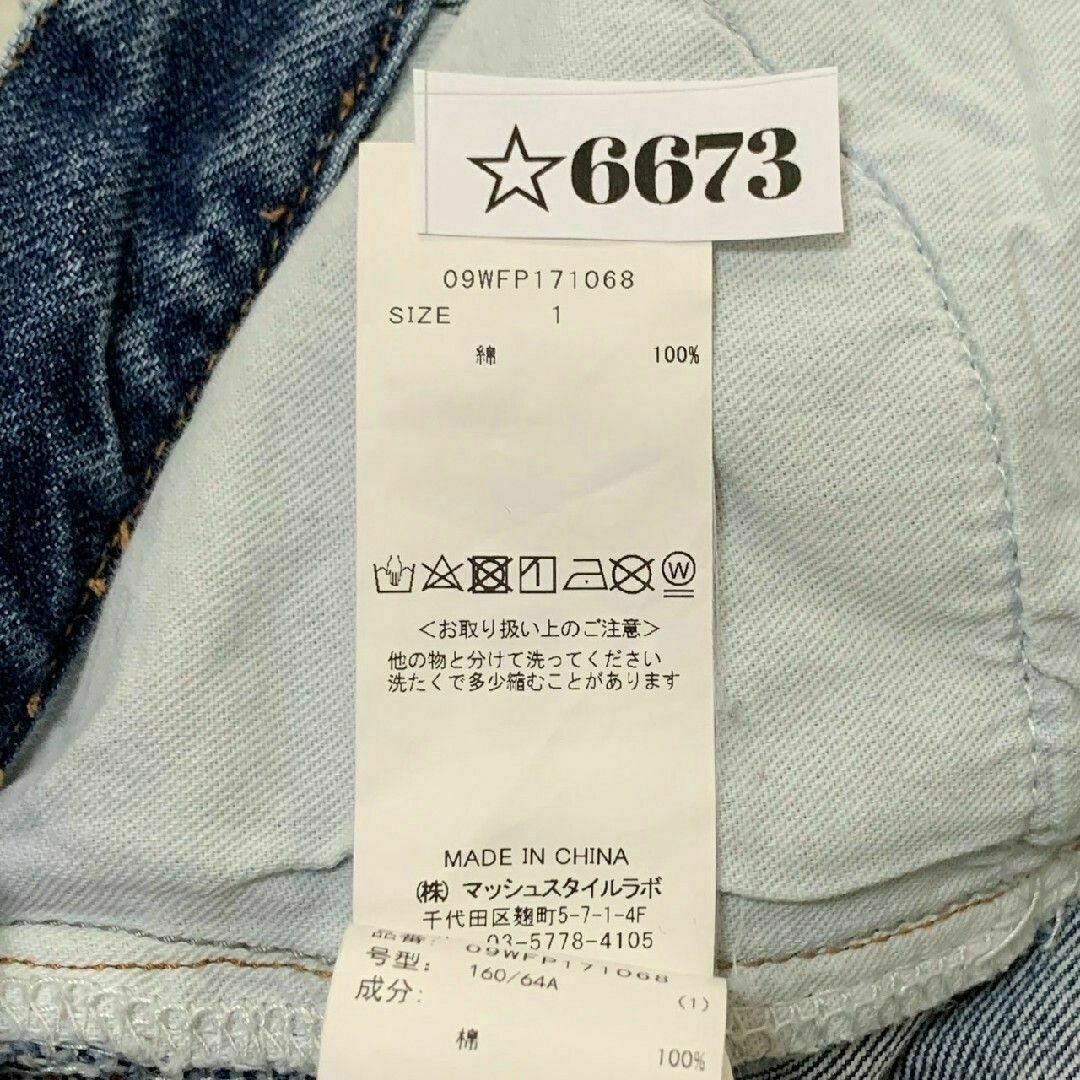 ☆6673
09WFP171068
SIZE 1
綿 100%
W
<お取り扱い上のご注意>
他の物と分けて洗ってください
洗たくで多少縮むことがあります
MADE IN CHINA
(株) マッシュスタイルラボ
千代田区麹町5-7-1-4F
03-5778-4105
品番: 09WFP171068
号型: 160/64A (1)
成分:
棉 100%